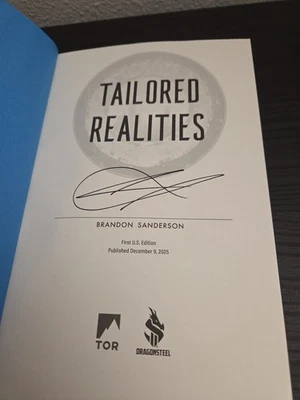 TAILORED
REALITIES
BRANDON SANDERSON
First U.S. Edition
Published December 9, 2025
TOR
DRAGONSTEEL